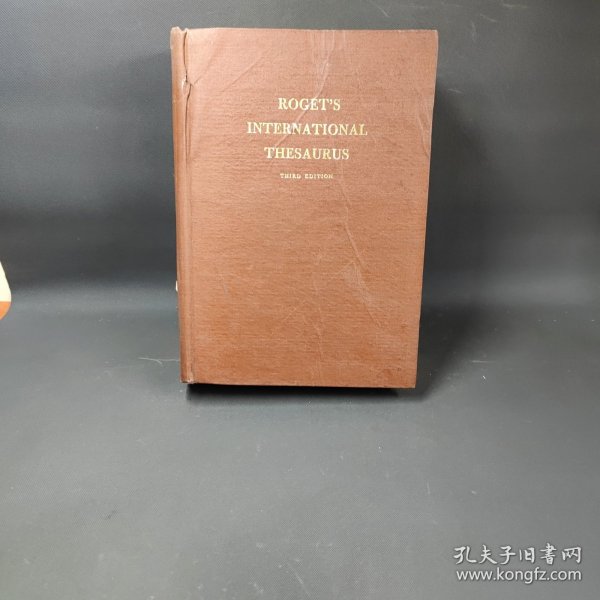 ROGET'S
INTERNATIONAL
THESAURUS
THIRD EDITION
孔夫子旧书网
www.kongfz.com